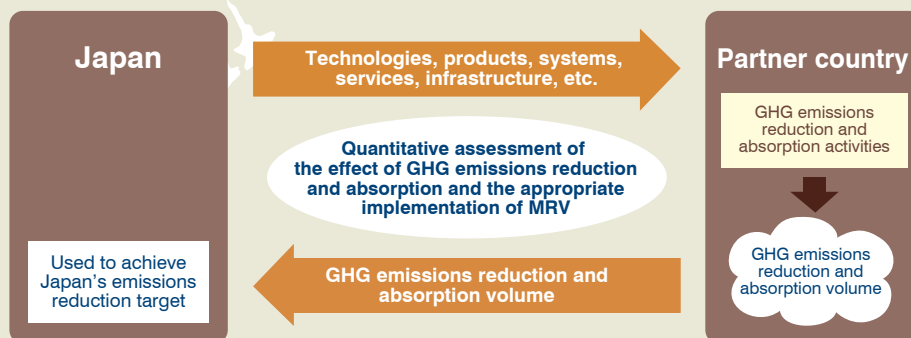 Japan
Technologies, products, systems,
services, infrastructure, etc.
Partner country
GHG emissions
reduction and
absorption activities
Quantitative assessment of
the effect of GHG emissions reduction
and absorption and the appropriate
implementation of MRV
Used to achieve
Japan's emissions
reduction target
GHG emissions reduction and
absorption volume
GHG emissions
reduction and
absorption volume